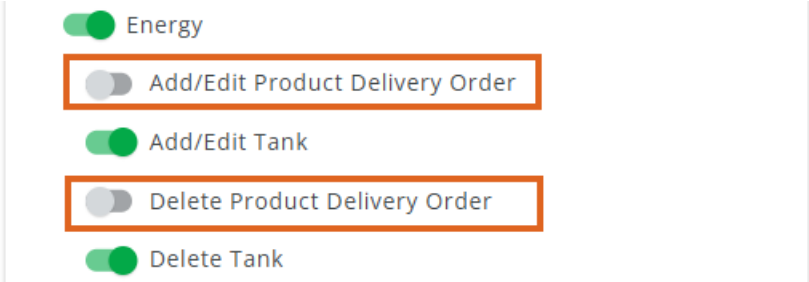 Energy
Add/Edit Product Delivery Order
Add/Edit Tank
Delete Product Delivery Order
Delete Tank